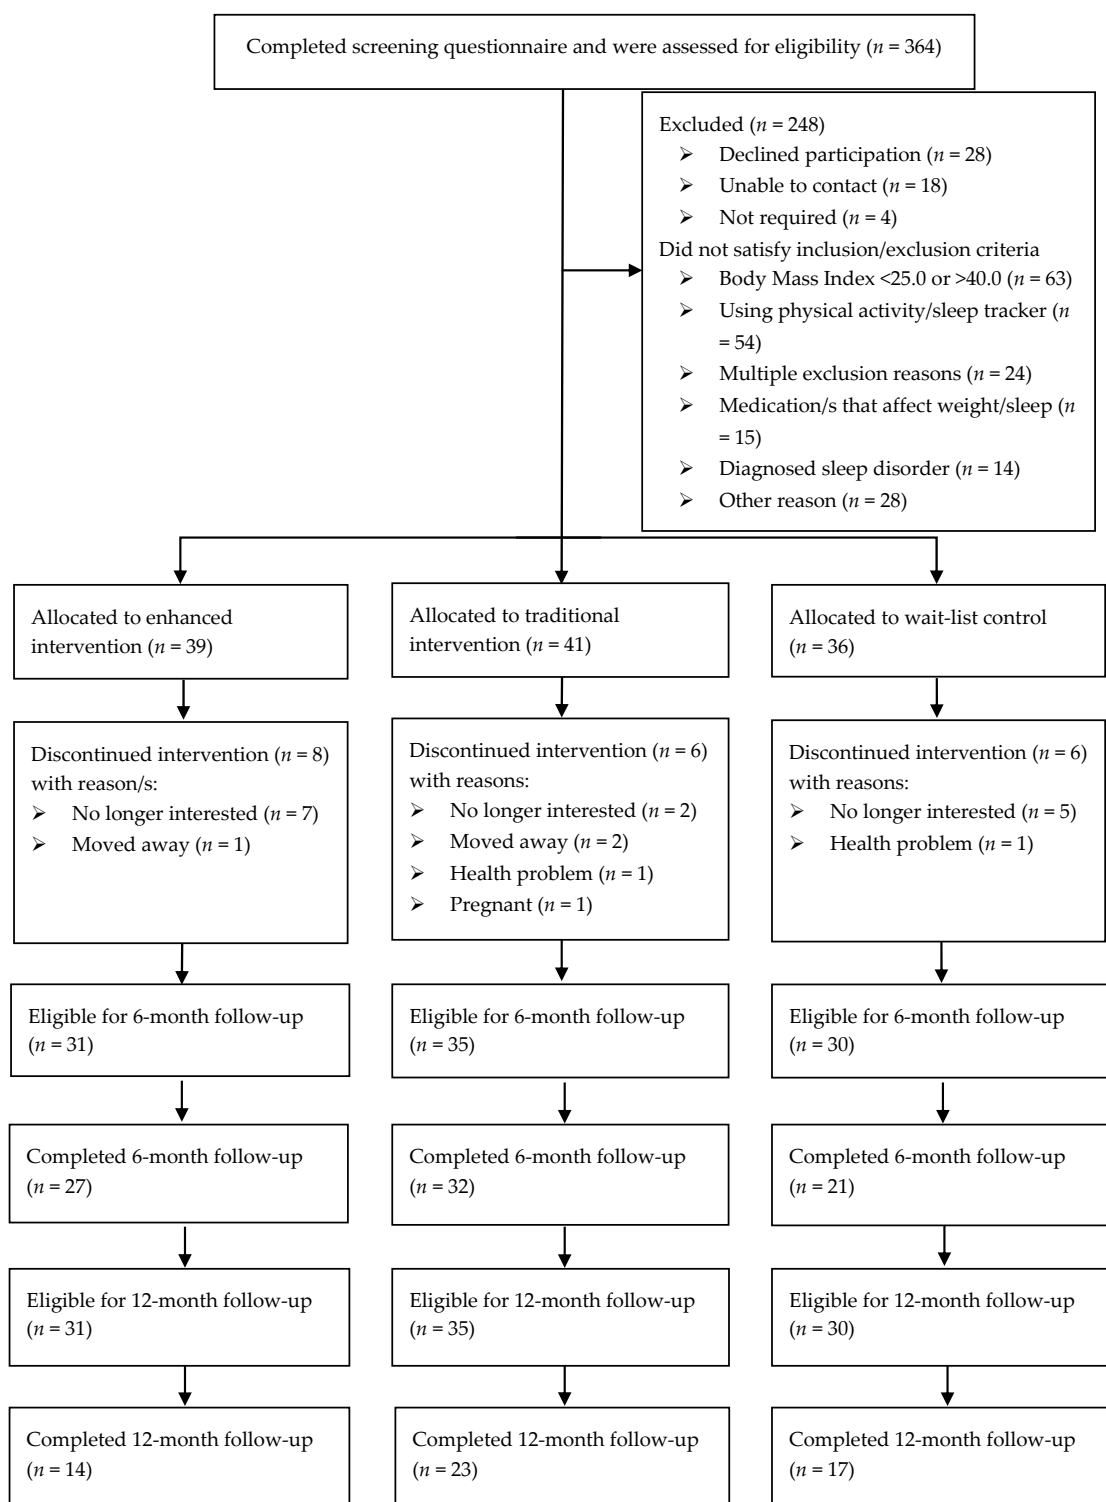 Completed screening questionnaire and were assessed for eligibility (n = 364)
Excluded (n = 248)
➢ Declined participation (n = 28)
➢ Unable to contact (n = 18)
➢ Not required (n = 4)
Did not satisfy inclusion/exclusion criteria
➢ Body Mass Index <25.0 or >40.0 (n = 63)
➢ Using physical activity/sleep tracker (n
= 54)
➢ Multiple exclusion reasons (n = 24)
➢ Medication/s that affect weight/sleep (n
= 15)
➢ Diagnosed sleep disorder (n = 14)
➢ Other reason (n = 28)
Allocated to enhanced
intervention (n = 39)
Allocated to traditional
intervention (n = 41)
Allocated to wait-list control
(n = 36)
Discontinued intervention (n = 8)
with reason/s:
➢ No longer interested (n = 7)
➢ Moved away (n = 1)
Discontinued intervention (n = 6)
with reasons:
➢ No longer interested (n = 2)
➢ Moved away (n = 2)
➢ Health problem (n = 1)
➢ Pregnant (n = 1)
Discontinued intervention (n = 6)
with reasons:
➢ No longer interested (n = 5)
➢ Health problem (n = 1)
Eligible for 6-month follow-up
(n = 31)
Eligible for 6-month follow-up
(n = 35)
Eligible for 6-month follow-up
(n = 30)
Completed 6-month follow-up
(n = 27)
Completed 6-month follow-up
(n = 32)
Completed 6-month follow-up
(n = 21)
Eligible for 12-month follow-up
(n = 31)
Eligible for 12-month follow-up
(n = 35)
Eligible for 12-month follow-up
(n = 30)
Completed 12-month follow-up
(n = 14)
Completed 12-month follow-up
(n = 23)
Completed 12-month follow-up
(n = 17)